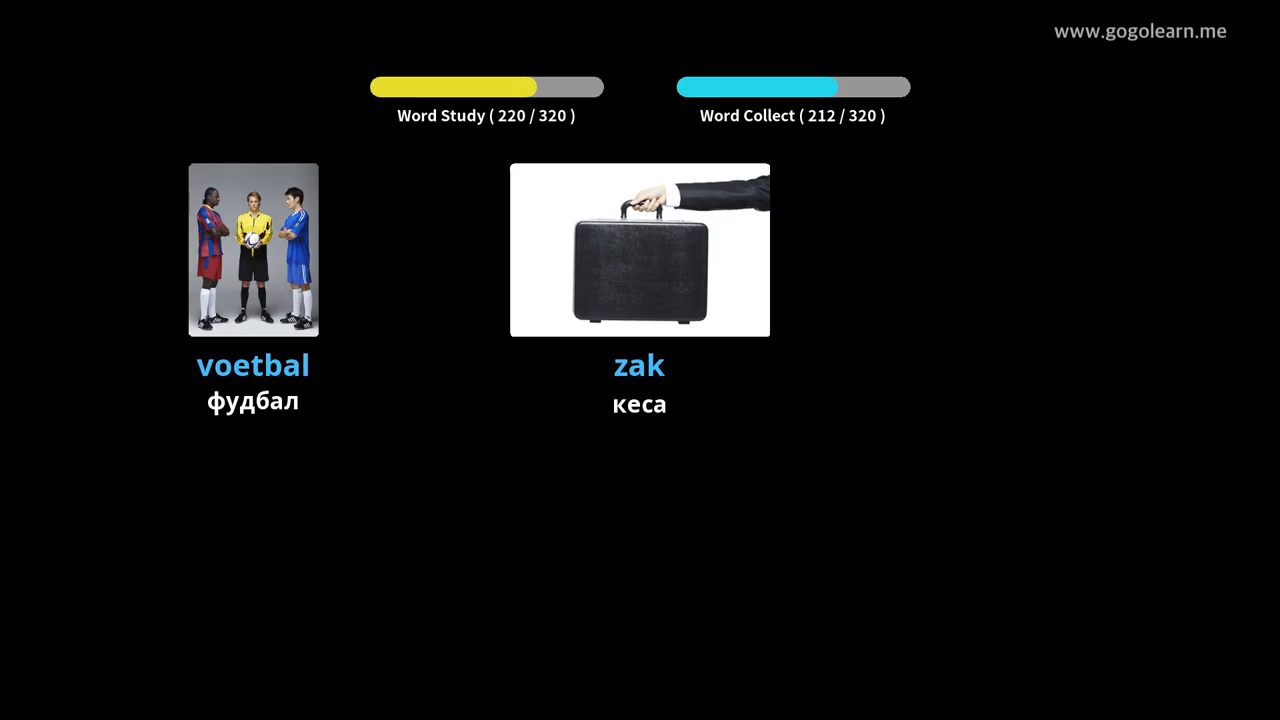 www.gogolearn.me
Word Study ( 220 / 320 )
Word Collect ( 212 / 320 )
voetbal
фудбал
zak
кеса